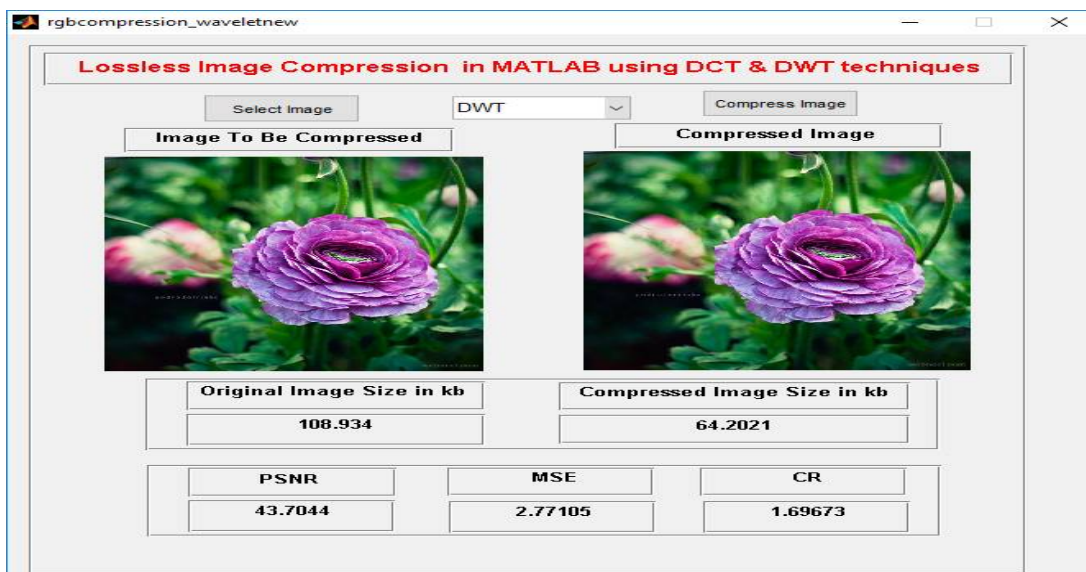 rgbcompression_waveletnew
Lossless Image Compression in MATLAB using DCT & DWT techniques
Select Image
DWT
Compress Image
Image To Be Compressed
Compressed Image
Original Image Size in kb
Compressed Image Size in kb
108.934
64.2021
PSNR
MSE
CR
43.7044
2.77105
1.69673